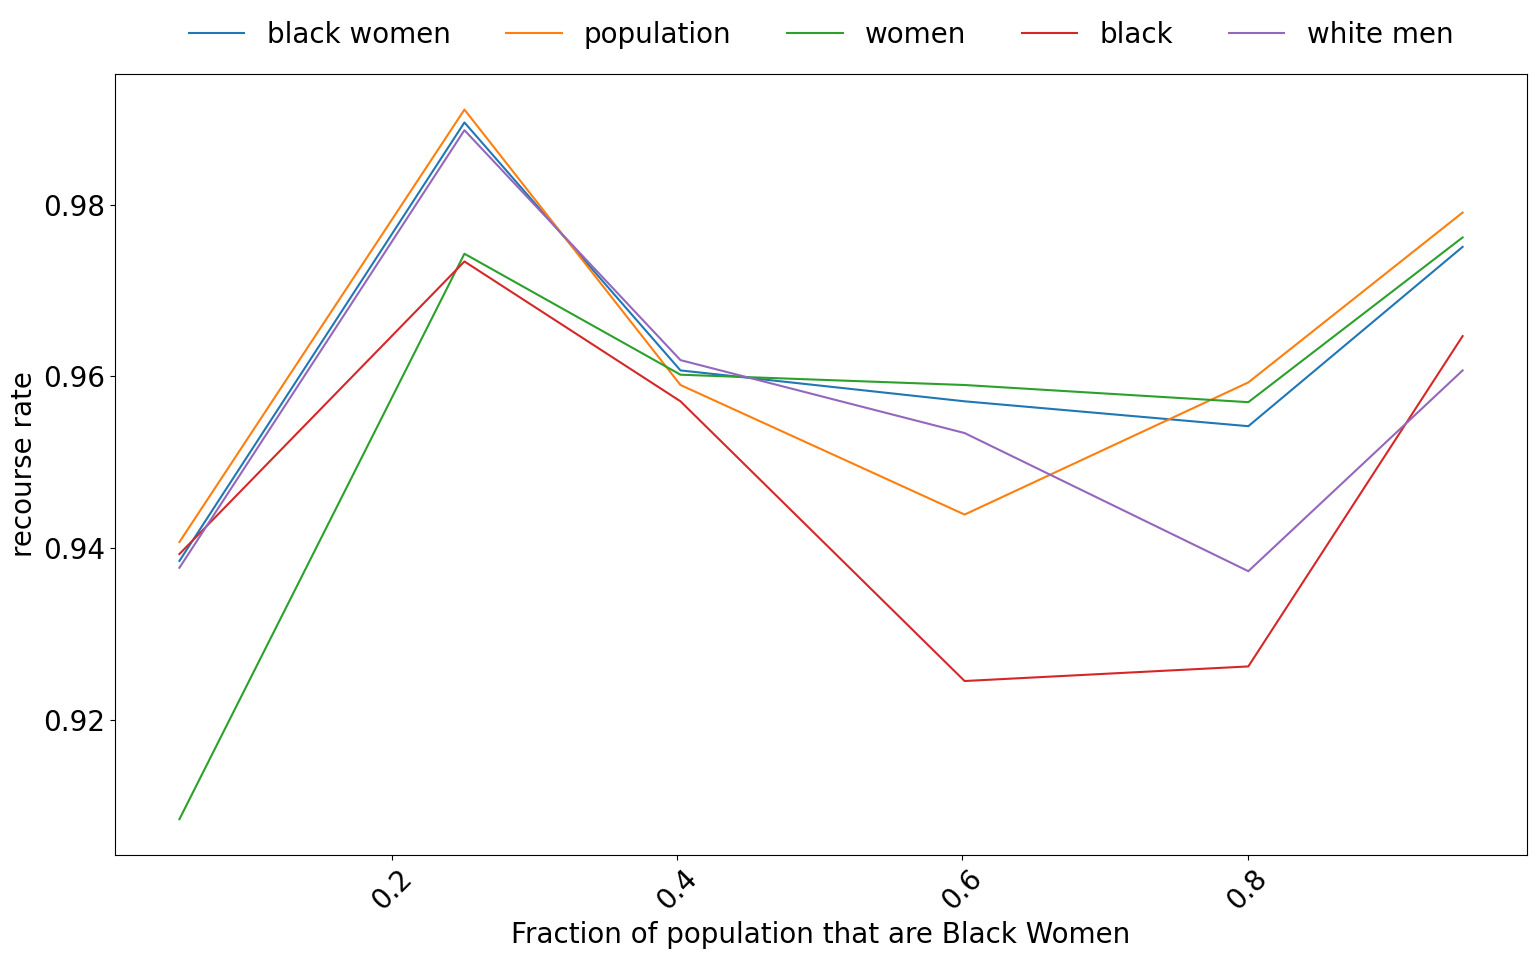 black women population women black white men
0.98
0.96
0.94
0.92
recourse rate
0.2 0.4 0.6 0.8
Fraction of population that are Black Women